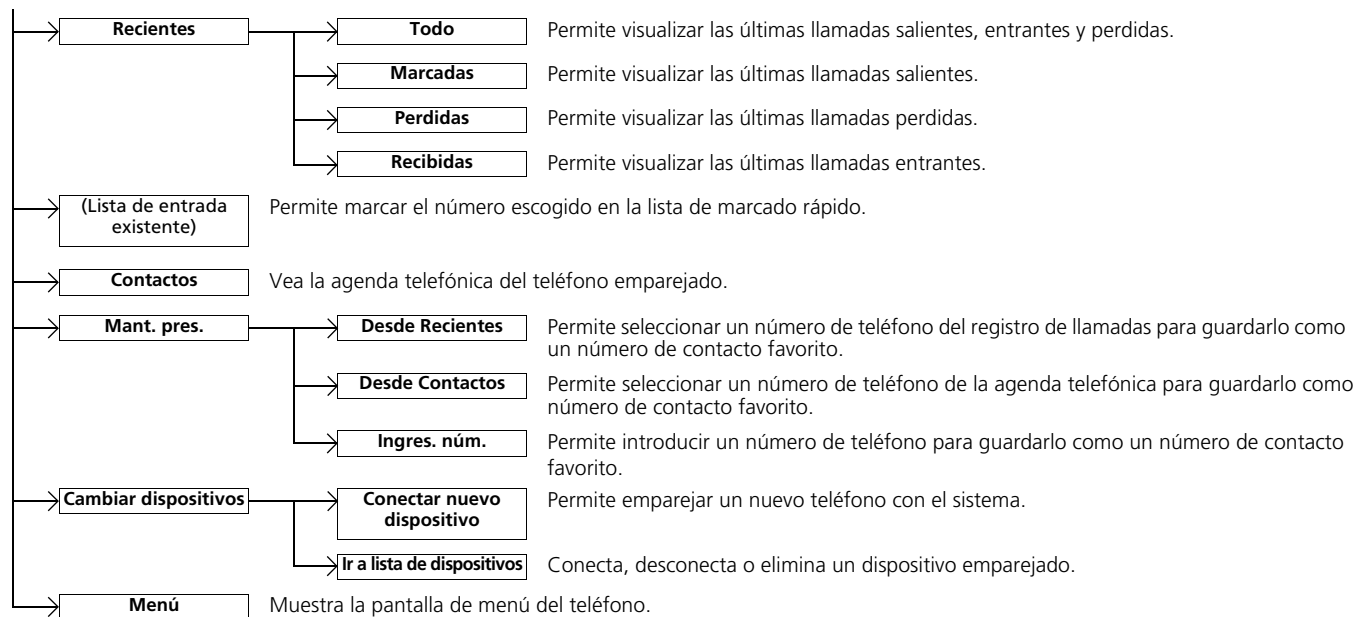 Recientes
Todo
Permite visualizar las últimas llamadas salientes, entrantes y perdidas.
Marcadas
Permite visualizar las últimas llamadas salientes.
Perdidas
Permite visualizar las últimas llamadas perdidas.
Recibidas
Permite visualizar las últimas llamadas entrantes.
(Lista de entrada
existente)
Permite marcar el número escogido en la lista de marcado rápido.
Contactos
Vea la agenda telefónica del teléfono emparejado.
Mant. pres.
Desde Recientes
Permite seleccionar un número de teléfono del registro de llamadas para guardarlo como
un número de contacto favorito.
Desde Contactos
Permite seleccionar un número de teléfono de la agenda telefónica para guardarlo como
número de contacto favorito.
Ingres. núm.
Permite introducir un número de teléfono para guardarlo como un número de contacto
favorito.
Cambiar dispositivos
Conectar nuevo
dispositivo
Permite emparejar un nuevo teléfono con el sistema.
Ir a lista de dispositivos
Conecta, desconecta o elimina un dispositivo emparejado.
Menú
Muestra la pantalla de menú del teléfono.